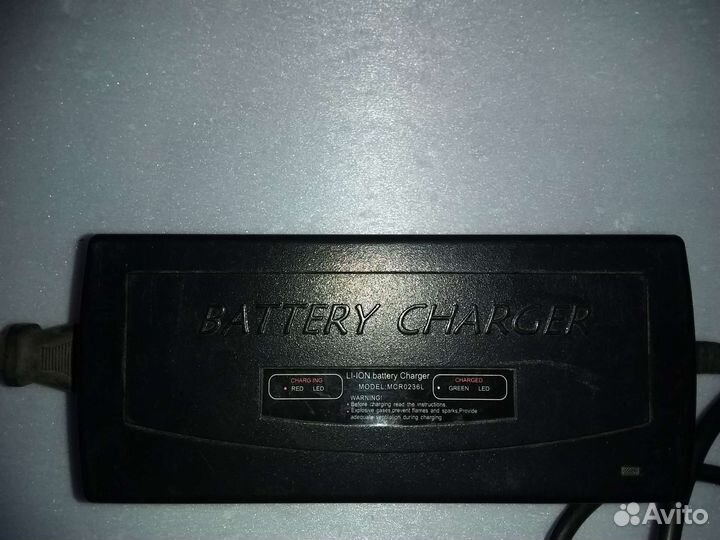 BATTERY CHARGER
LI-ION battery Charger
MODEL:MCR0236L
CHARGING
RED LED
CHARGED
GREEN LED
WARNING!
• Before charging read the instructions.
• Explosive gases,prevent flames and sparks,Provide
adequate ventilation during charging
Avito